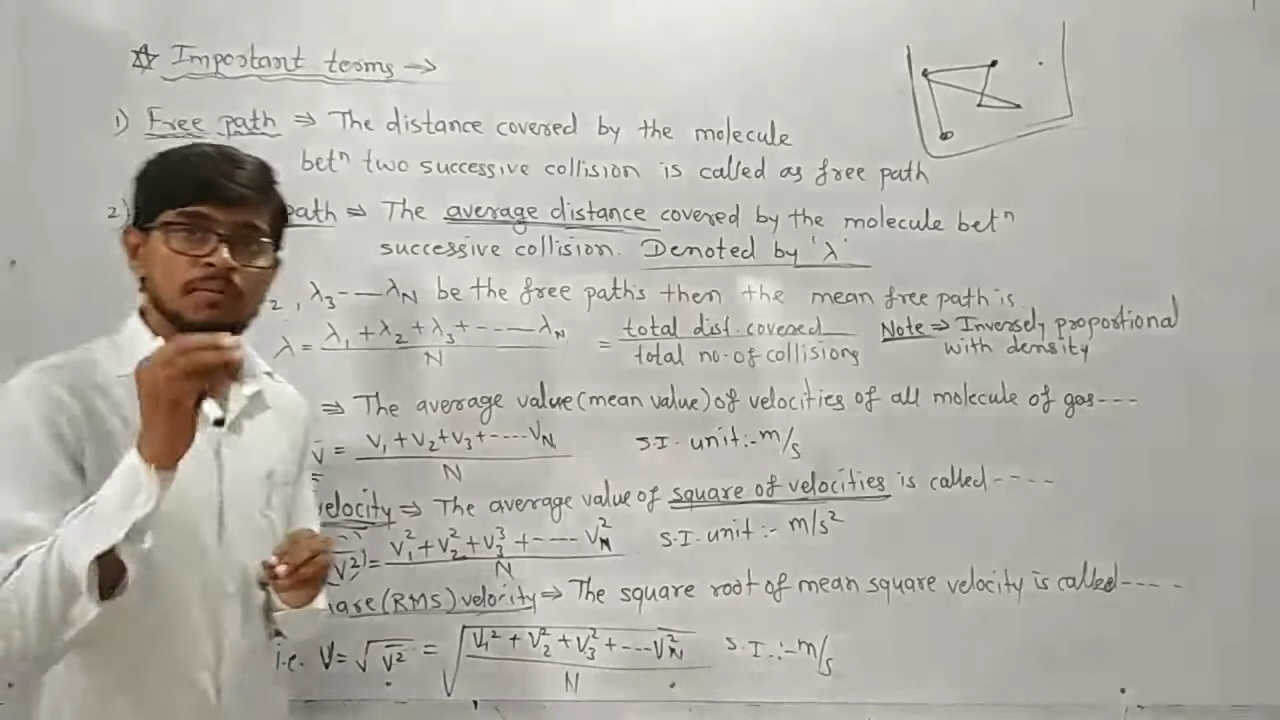 ☆ Important terms →
1) Free path ⇒ The distance covered by the molecule
betⁿ two successive collision is called as free path
2) path ⇒ The average distance covered by the molecule betⁿ
successive collision. Denoted by 'λ'
2, λ3 - — λN be the free paths then the mean free path is
λ = λ1 + λ2 + λ3 + ------ λN / N = total dist. covered / total no. of collisions
Note ⇒ Inversely proportional
with density
⇒ The average value (mean value) of velocities of all molecule of gas ---
v̄ = V1 + V2 + V3 + ---- VN / N S.I. unit :- m/s
velocity ⇒ The average value of square of velocities is called ----
(v̄²) = V1² + V2² + V3³ + --- VN² / N S.I. unit :- m/s²
uare (RMS) velocity ⇒ The square root of mean square velocity is called -----
i.e. V = √v̄² = √(V1² + V2² + V3² + --- VN² / N) S.I. :- m/s